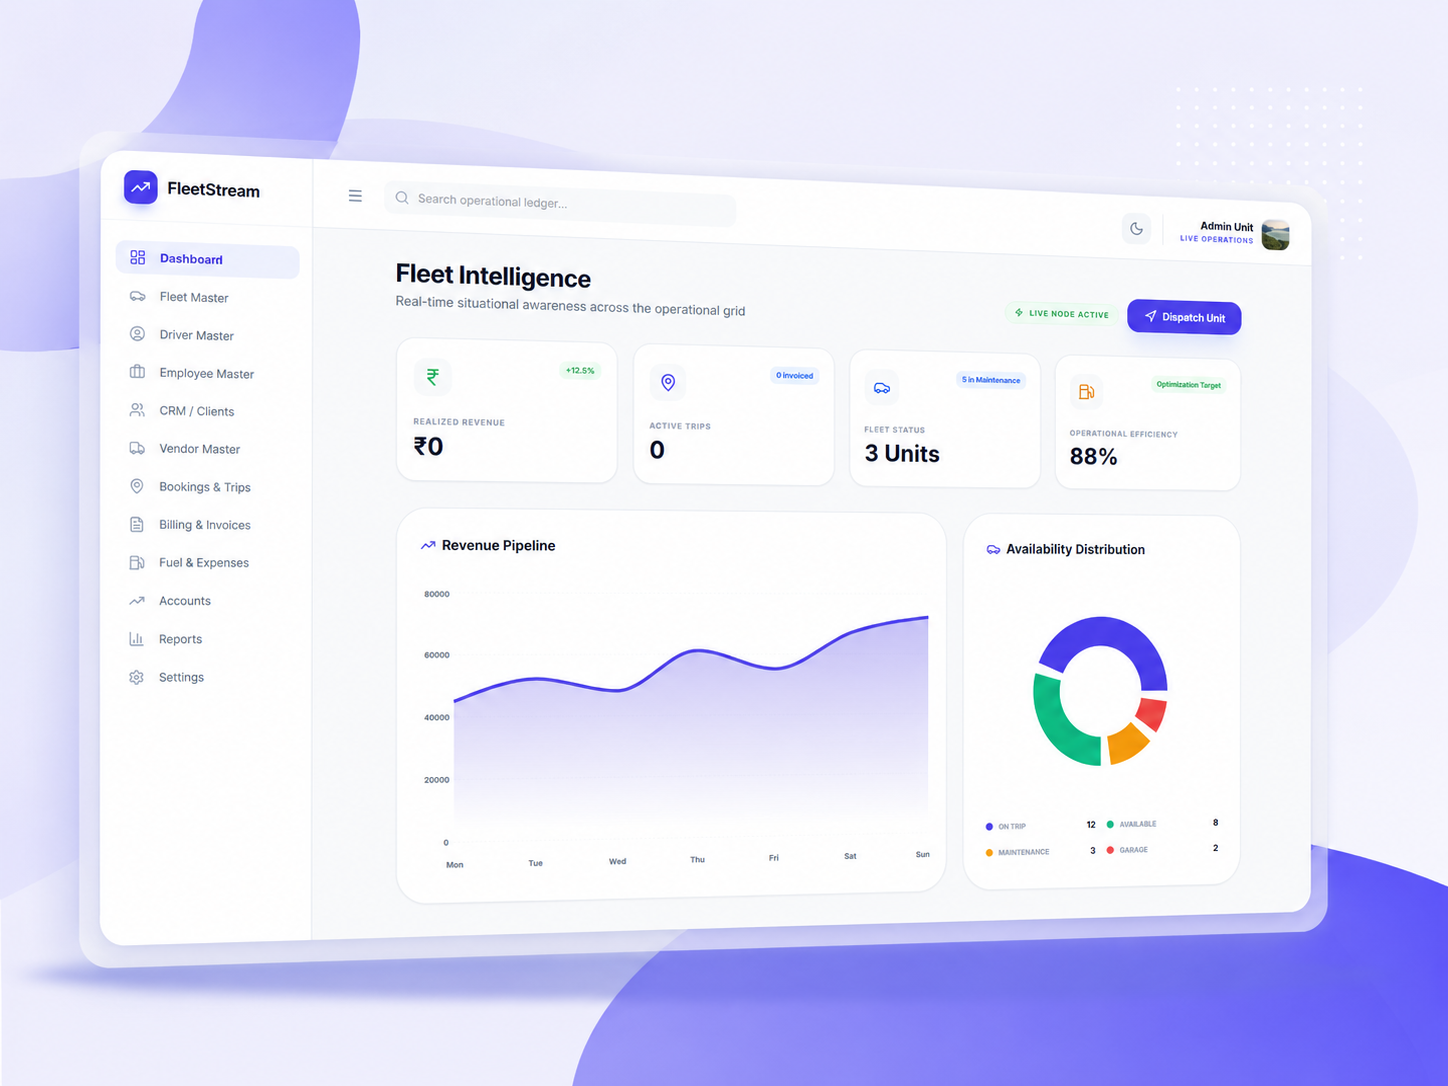 FleetStream
Search operational ledger...
Admin Unit
LIVE OPERATIONS
Dashboard
Fleet Master
Driver Master
Employee Master
CRM / Clients
Vendor Master
Bookings & Trips
Billing & Invoices
Fuel & Expenses
Accounts
Reports
Settings
Fleet Intelligence
Real-time situational awareness across the operational grid
LIVE NODE ACTIVE
Dispatch Unit
₹
+12.5%
REALIZED REVENUE
₹0
0 invoiced
ACTIVE TRIPS
0
5 in Maintenance
FLEET STATUS
3 Units
Optimization Target
OPERATIONAL EFFICIENCY
88%
Revenue Pipeline
80000
60000
40000
20000
0
Mon Tue Wed Thu Fri Sat Sun
Availability Distribution
ON TRIP 12 AVAILABLE 8
MAINTENANCE 3 GARAGE 2